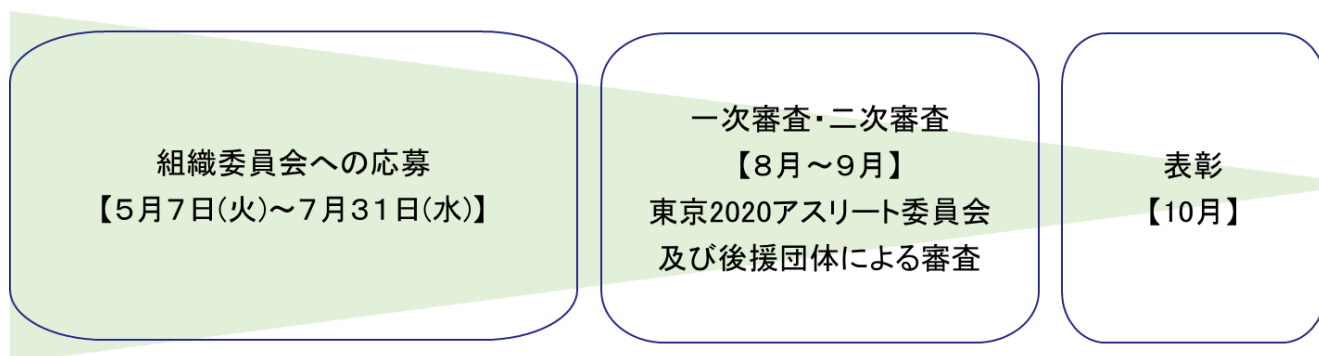 組織委員会への応募
【５月７日(火)～７月３１日(水)】
一次審査・二次審査
【８月～９月】
東京2020アスリート委員会
及び後援団体による審査
表彰
【10月】